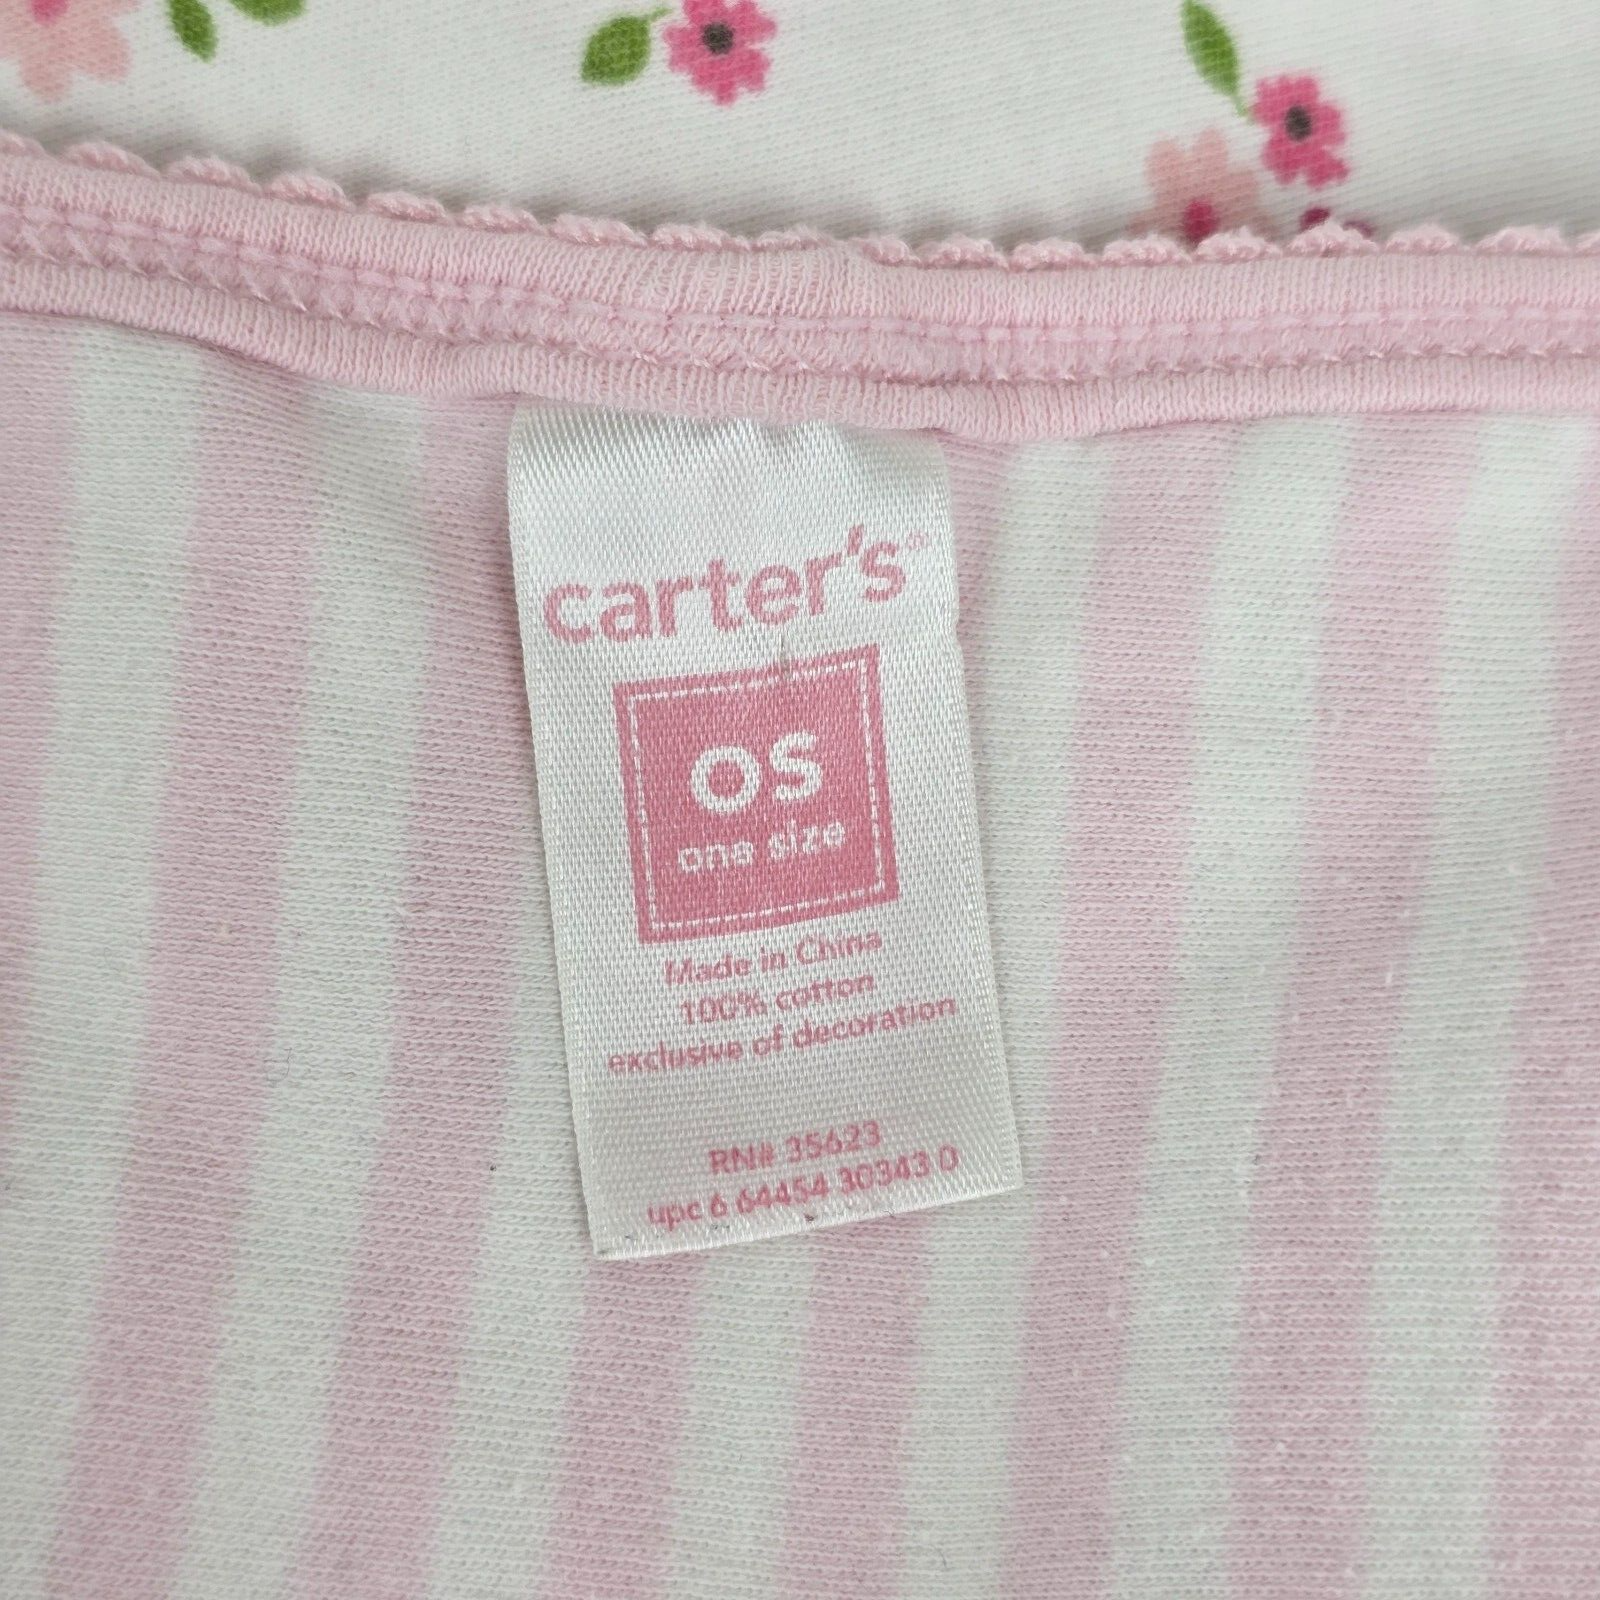 carter's
OS
one size
Made in China
100% cotton
exclusive of decoration
RN# 35623
upc 6 64454 30343 0